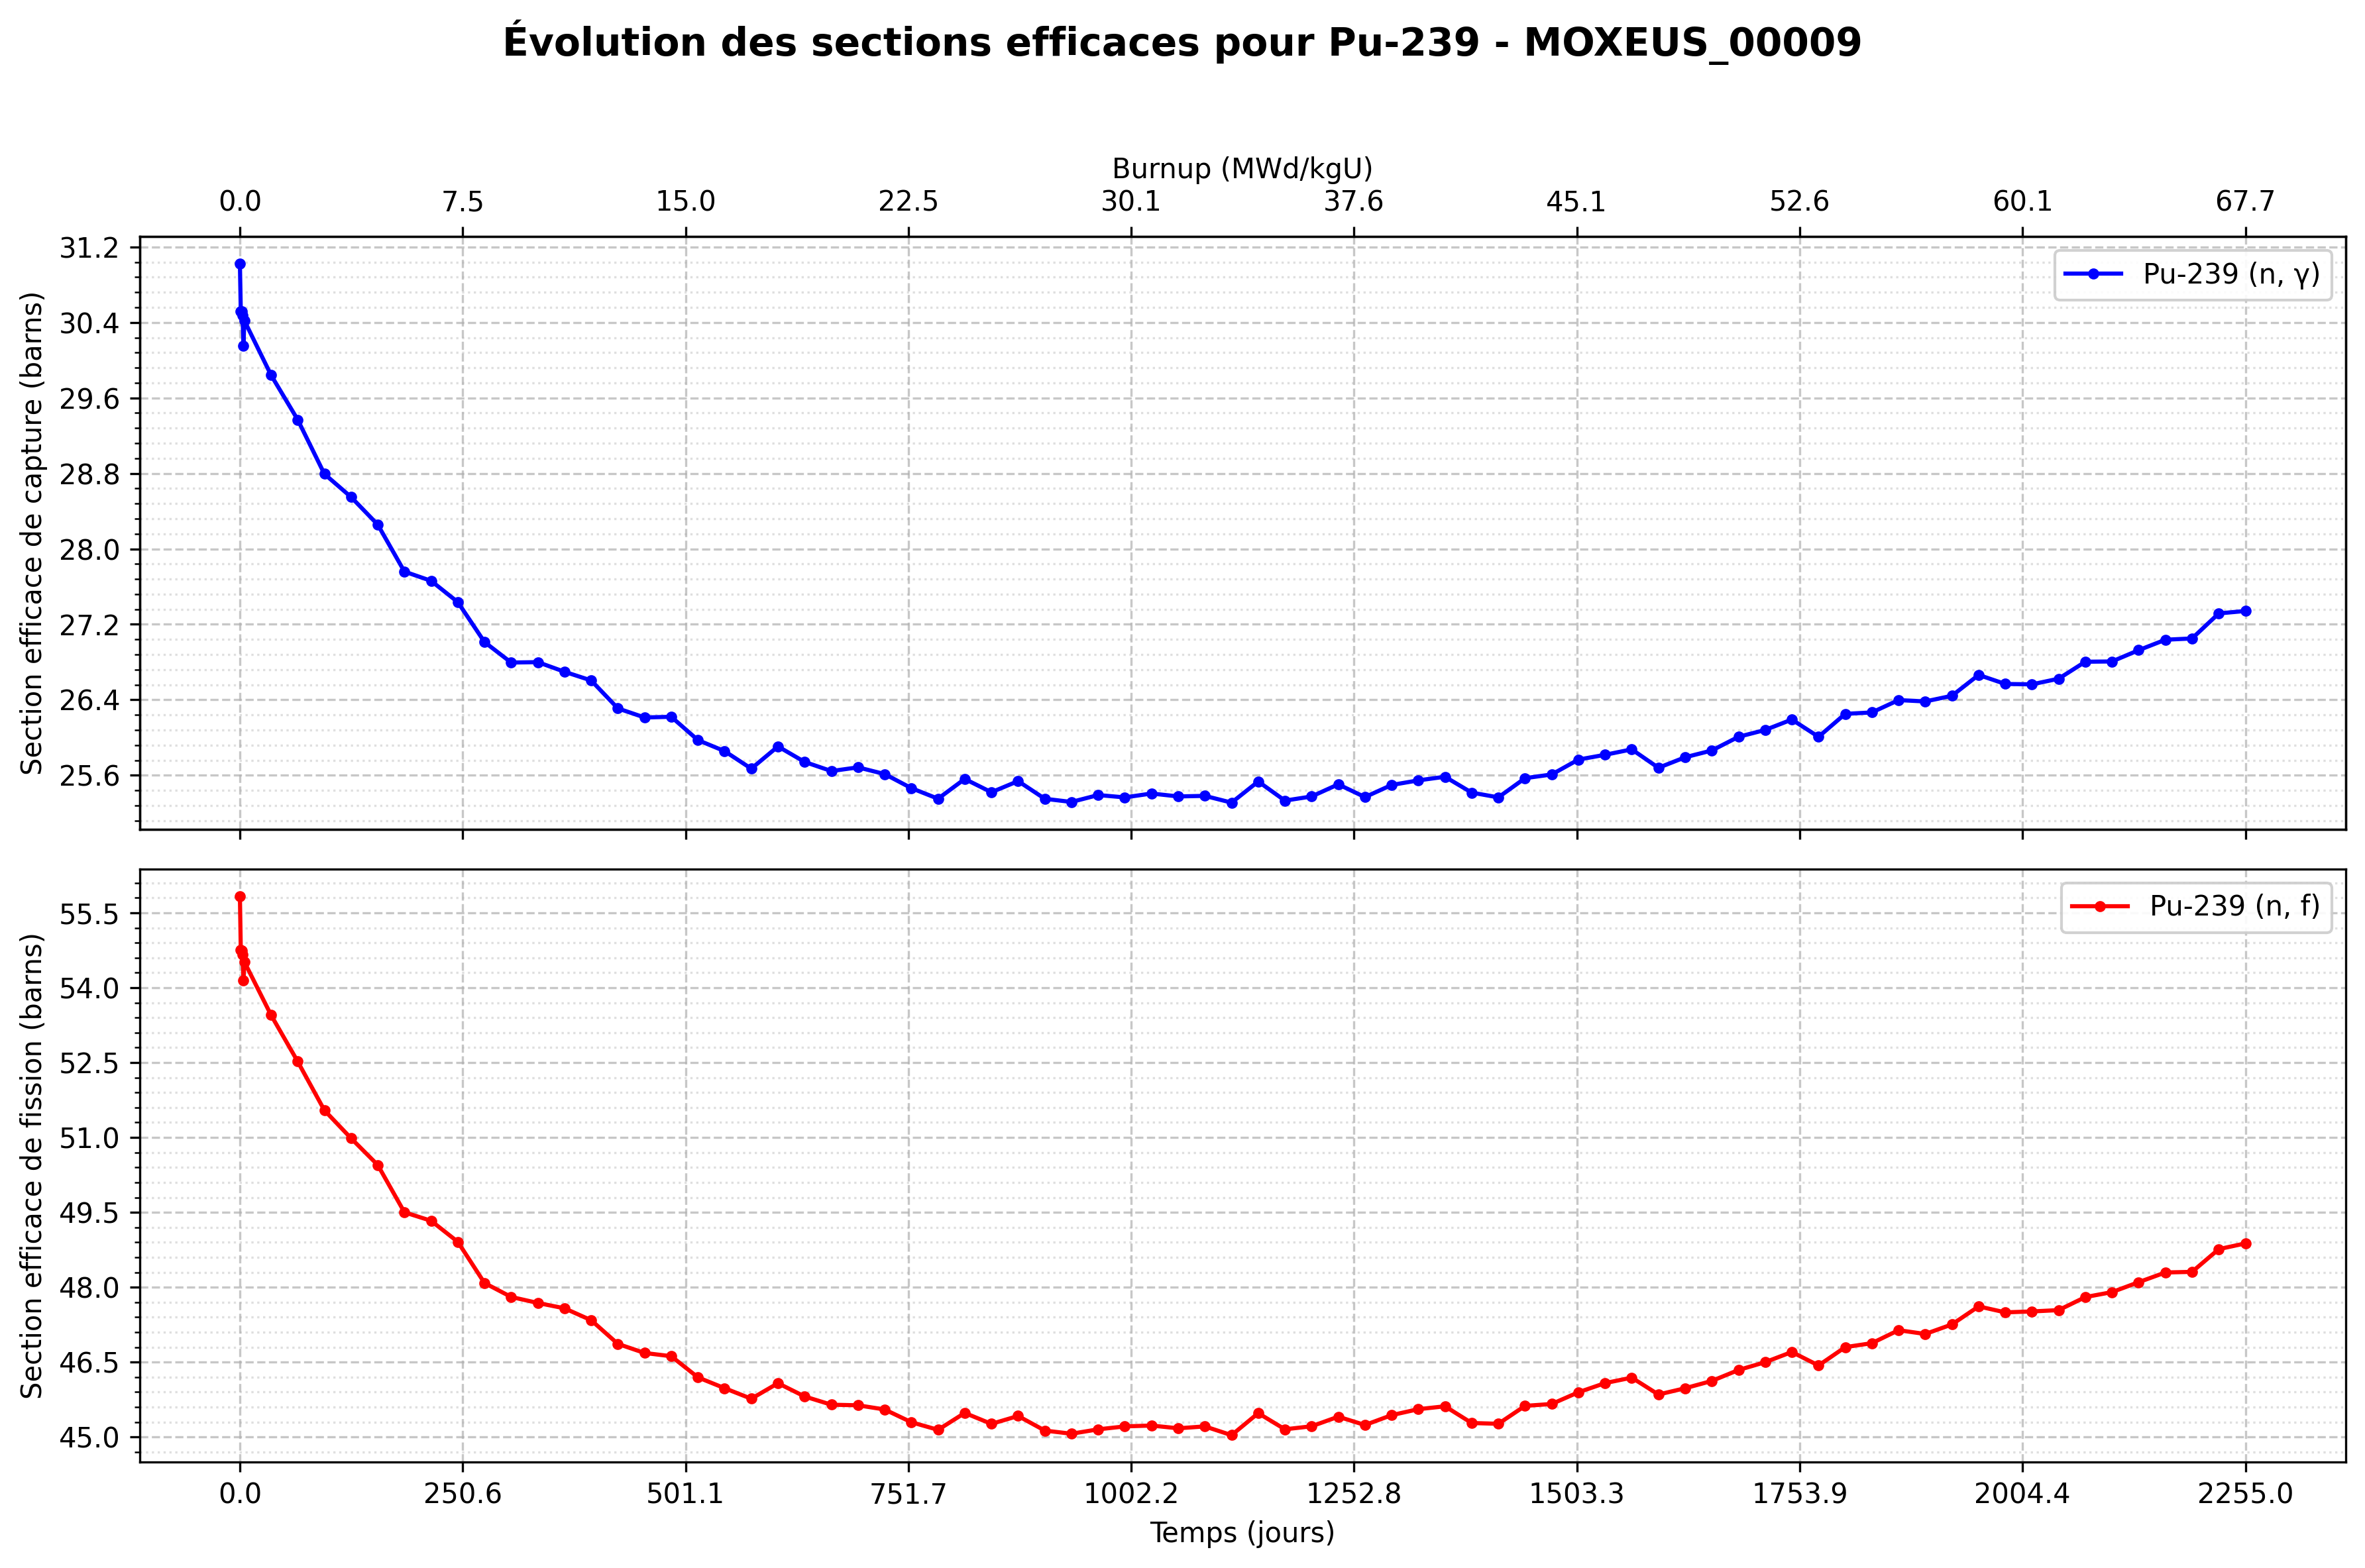 Évolution des sections efficaces pour Pu-239 - MOXEUS_00009
Burnup (MWd/kgU)
0.0 7.5 15.0 22.5 30.1 37.6 45.1 52.6 60.1 67.7
Section efficace de capture (barns)
31.2
30.4
29.6
28.8
28.0
27.2
26.4
25.6
Pu-239 (n, γ)
Section efficace de fission (barns)
55.5
54.0
52.5
51.0
49.5
48.0
46.5
45.0
Pu-239 (n, f)
0.0 250.6 501.1 751.7 1002.2 1252.8 1503.3 1753.9 2004.4 2255.0
Temps (jours)